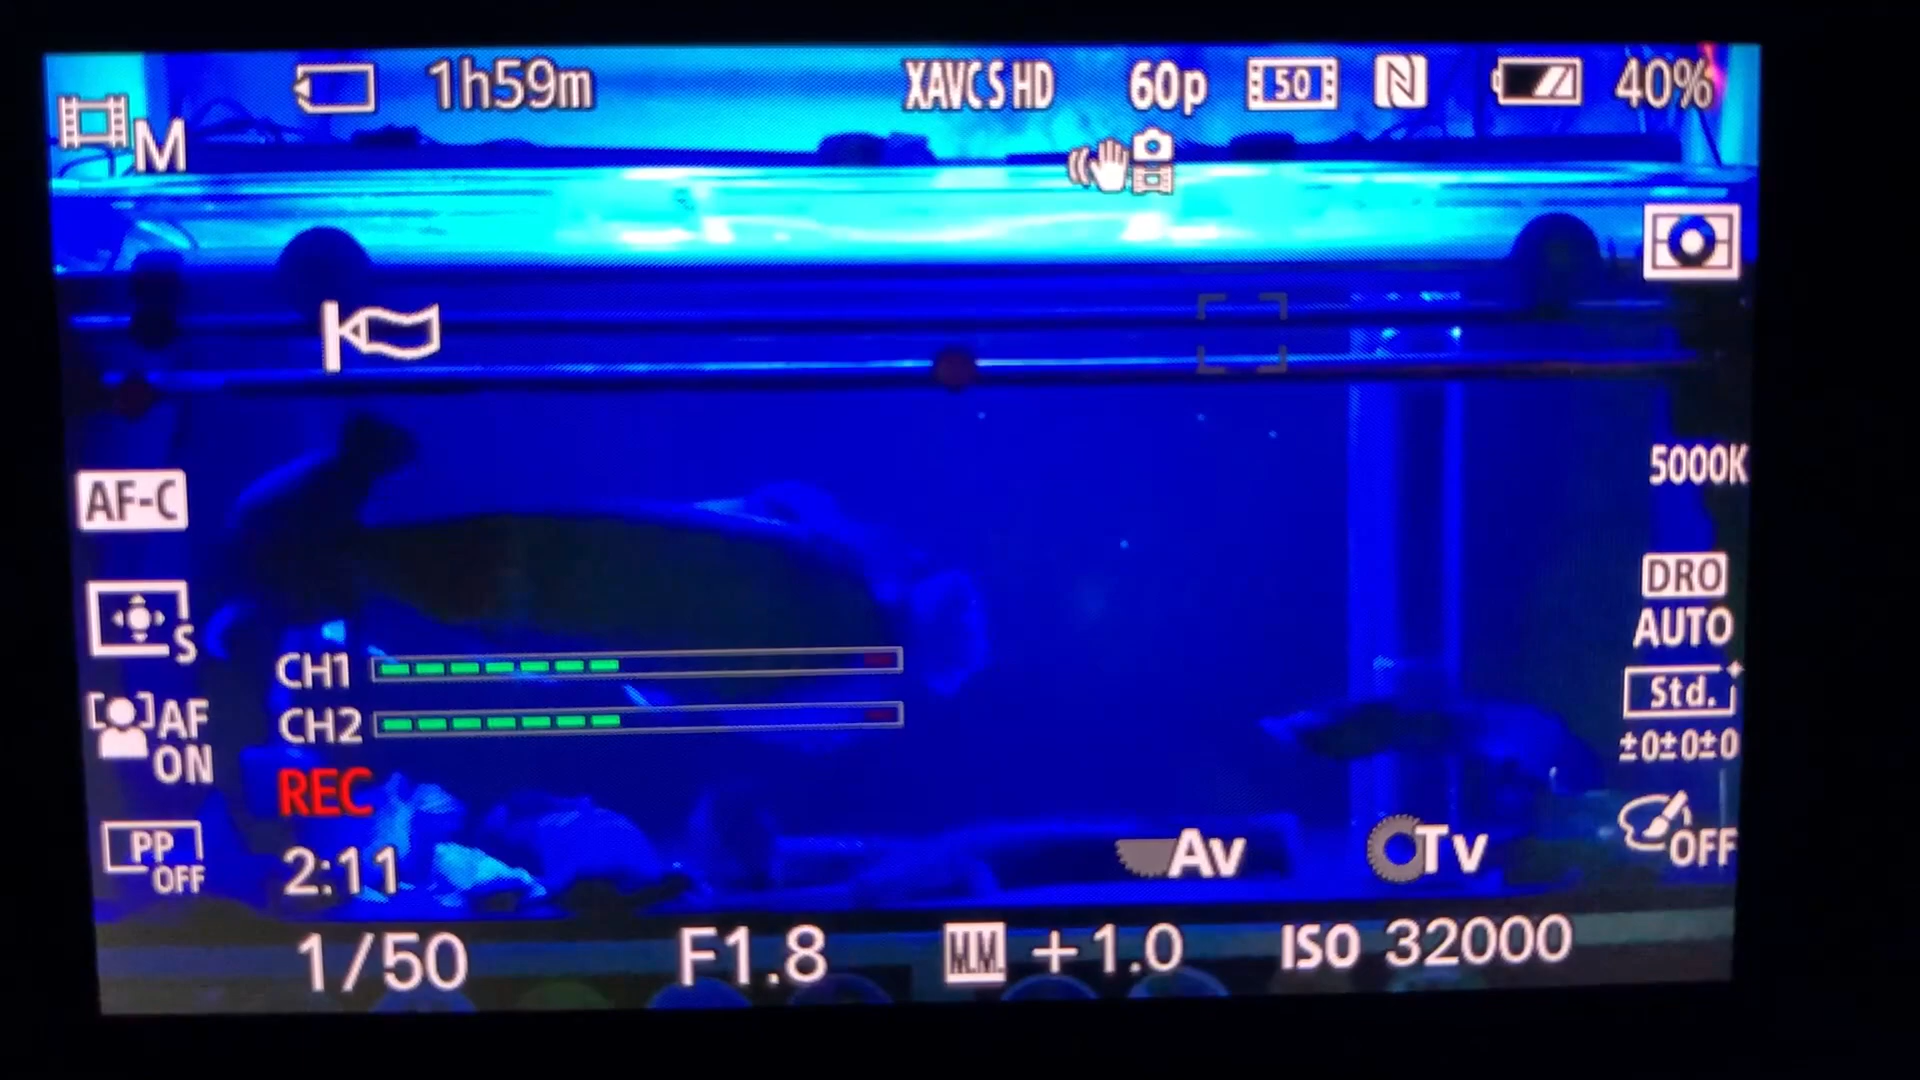 1h59m XAVC S HD 60p 50 N 40%
M
AF-C
5000K
S
DRO
AUTO
CH1
Std.
AF
ON
CH2
±0±0±0
REC
PP
OFF
2:11
Av
Tv
OFF
1/50 F1.8 M.M. +1.0 ISO 32000